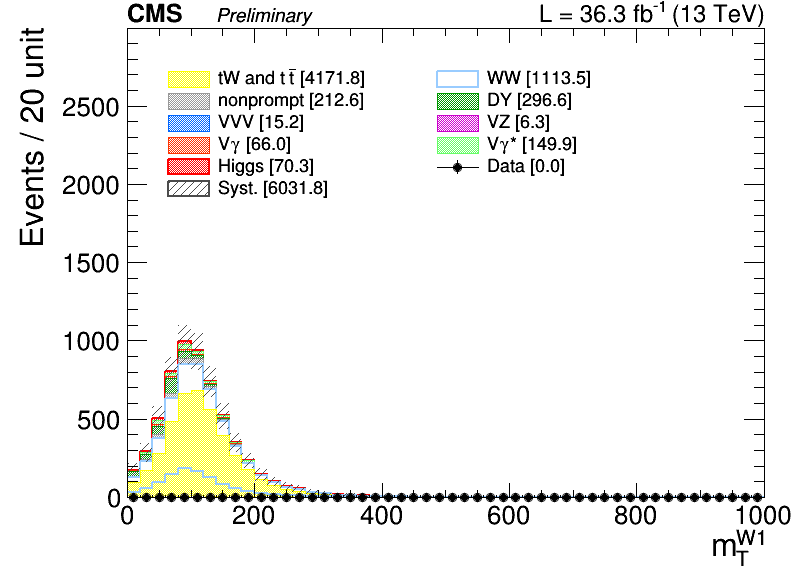 CMS Preliminary L = 36.3 fb⁻¹ (13 TeV)
Events / 20 unit
2500
2000
1500
1000
500
0
tW and tt̄ [4171.8]
nonprompt [212.6]
VVV [15.2]
Vγ [66.0]
Higgs [70.3]
Syst. [6031.8]
WW [1113.5]
DY [296.6]
VZ [6.3]
Vγ* [149.9]
Data [0.0]
0 200 400 600 800 1000
m_T^W1